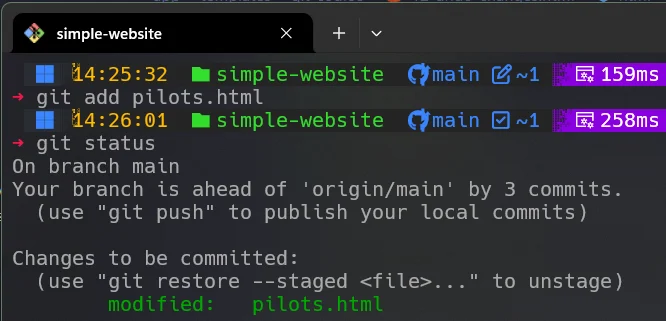 simple-website
14:25:32 simple-website main ~1 159ms
➜ git add pilots.html
14:26:01 simple-website main ~1 258ms
➜ git status
On branch main
Your branch is ahead of 'origin/main' by 3 commits.
(use "git push" to publish your local commits)
Changes to be committed:
(use "git restore --staged <file>..." to unstage)
modified: pilots.html